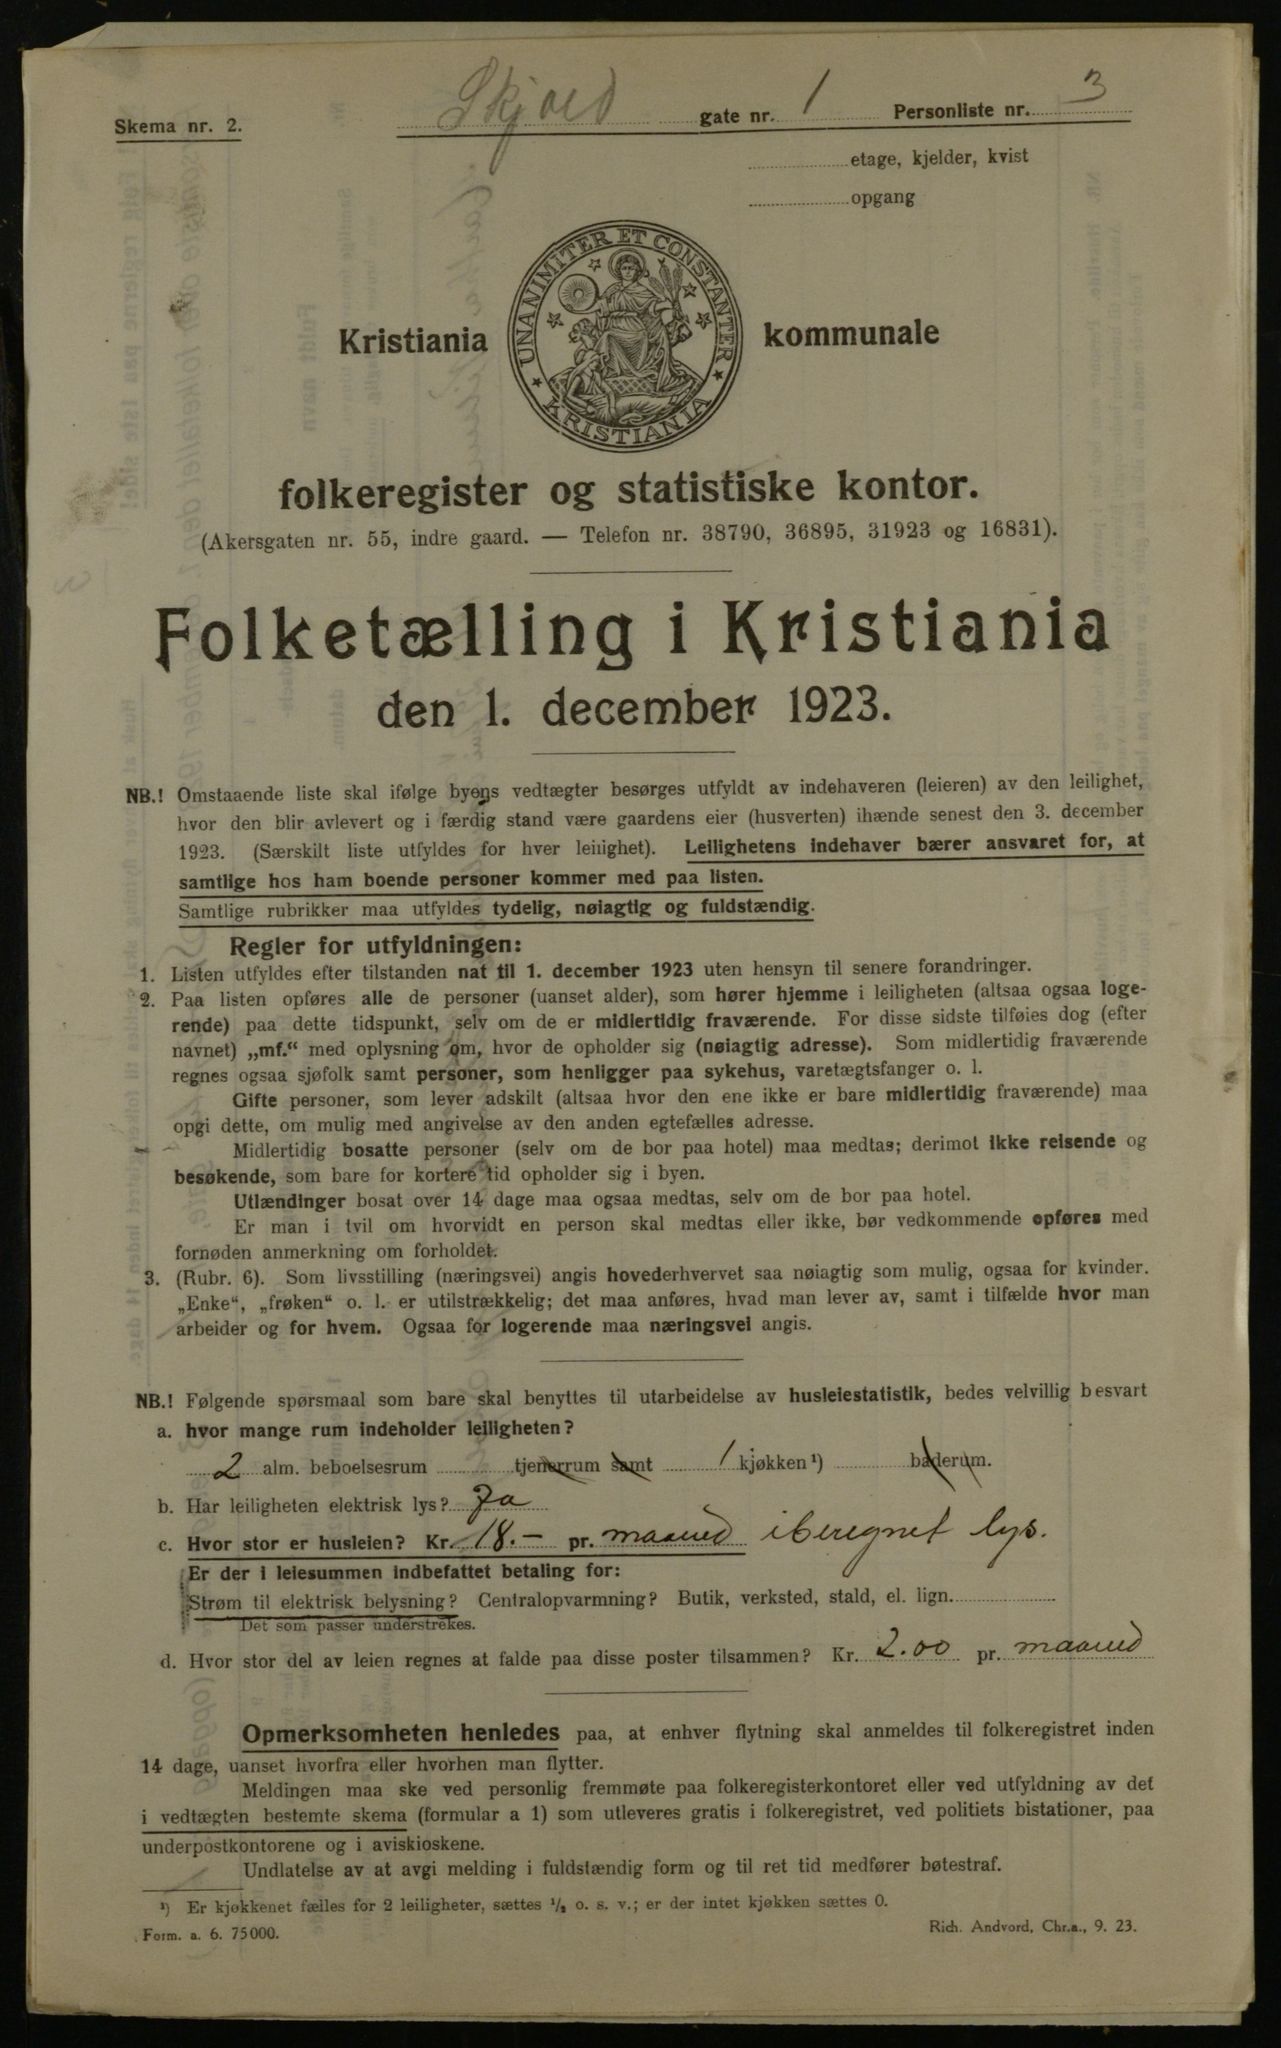 Skjold gate nr. 1 Personliste nr. 3
Skema nr. 2.
etage, kjelder, kvist
opgang
UNANIMITER ET CONSTANTER
KRISTIANIA
Kristiania kommunale
folkeregister og statistiske kontor.
(Akersgaten nr. 55, indre gaard. — Telefon nr. 38790, 36895, 31923 og 16831).
Folketælling i Kristiania
den 1. december 1923.
NB.! Omstaaende liste skal ifølge byens vedtægter besørges utfyldt av indehaveren (leieren) av den leilighet,
hvor den blir avlevert og i færdig stand være gaardens eier (husverten) ihænde senest den 3. december
1923. (Særskilt liste utfyldes for hver leilighet). Leilighetens indehaver bærer ansvaret for, at
samtlige hos ham boende personer kommer med paa listen.
Samtlige rubrikker maa utfyldes tydelig, nøiagtig og fuldstændig.
Regler for utfyldningen:
1. Listen utfyldes efter tilstanden nat til 1. december 1923 uten hensyn til senere forandringer.
2. Paa listen opføres alle de personer (uanset alder), som hører hjemme i leiligheten (altsaa ogsaa loge-
rende) paa dette tidspunkt, selv om de er midlertidig fraværende. For disse sidste tilføies dog (efter
navnet) „mf.“ med oplysning om, hvor de opholder sig (nøiagtig adresse). Som midlertidig fraværende
regnes ogsaa sjøfolk samt personer, som henligger paa sykehus, varetægtsfanger o. l.
Gifte personer, som lever adskilt (altsaa hvor den ene ikke er bare midlertidig fraværende) maa
opgi dette, om mulig med angivelse av den anden egtefælles adresse.
Midlertidig bosatte personer (selv om de bor paa hotel) maa medtas; derimot ikke reisende og
besøkende, som bare for kortere tid opholder sig i byen.
Utlændinger bosat over 14 dage maa ogsaa medtas, selv om de bor paa hotel.
Er man i tvil om hvorvidt en person skal medtas eller ikke, bør vedkommende opføres med
fornøden anmerkning om forholdet.
3. (Rubr. 6). Som livsstilling (næringsvei) angis hovederhvervet saa nøiagtig som mulig, ogsaa for kvinder.
„Enke“, „frøken“ o. l. er utilstrækkelig; det maa anføres, hvad man lever av, samt i tilfælde hvor man
arbeider og for hvem. Ogsaa for logerende maa næringsvei angis.
NB.! Følgende spørsmaal som bare skal benyttes til utarbeidelse av husleiestatistik, bedes velvillig besvart
a. hvor mange rum indeholder leiligheten?
2 alm. beboelsesrum tjenerrum samt 1 kjøkken¹) baderum.
b. Har leiligheten elektrisk lys? Ja
c. Hvor stor er husleien? Kr. 18.- pr. maaned iberegnet lys.
Er der i leiesummen indbefattet betaling for:
Strøm til elektrisk belysning? Centralopvarmning? Butik, verksted, stald, el. lign.
Det som passer understrekes.
d. Hvor stor del av leien regnes at falde paa disse poster tilsammen? Kr. 2.00 pr. maaned
Opmerksomheten henledes paa, at enhver flytning skal anmeldes til folkeregistret inden
14 dage, uanset hvorfra eller hvorhen man flytter.
Meldingen maa ske ved personlig fremmøte paa folkeregisterkontoret eller ved utfyldning av det
i vedtægten bestemte skema (formular a 1) som utleveres gratis i folkeregistret, ved politiets bistationer, paa
underpostkontorene og i aviskioskene.
Undlatelse av at avgi melding i fuldstændig form og til ret tid medfører bøtestraf.
¹) Er kjøkkenet fælles for 2 leiligheter, sættes ½ o. s. v.; er der intet kjøkken sættes 0.
Form. a. 6. 75000.
Rich. Andvord, Chr.a., 9. 23.